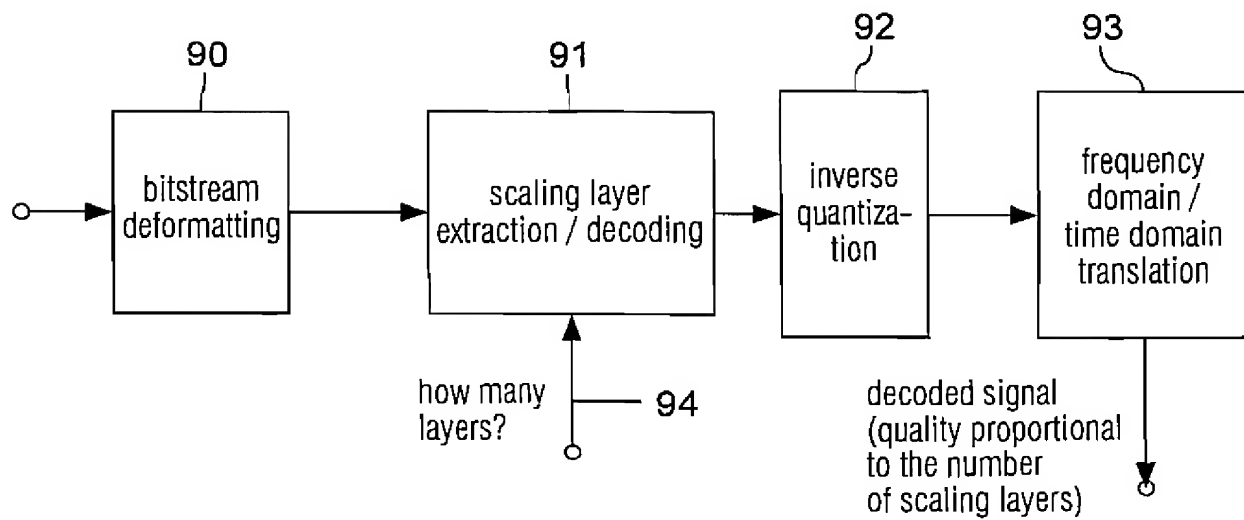 90
91
92
93
bitstream
deformatting
scaling layer
extraction / decoding
inverse
quantiza-
tion
frequency
domain /
time domain
translation
how many
layers?
94
decoded signal
(quality proportional
to the number
of scaling layers)